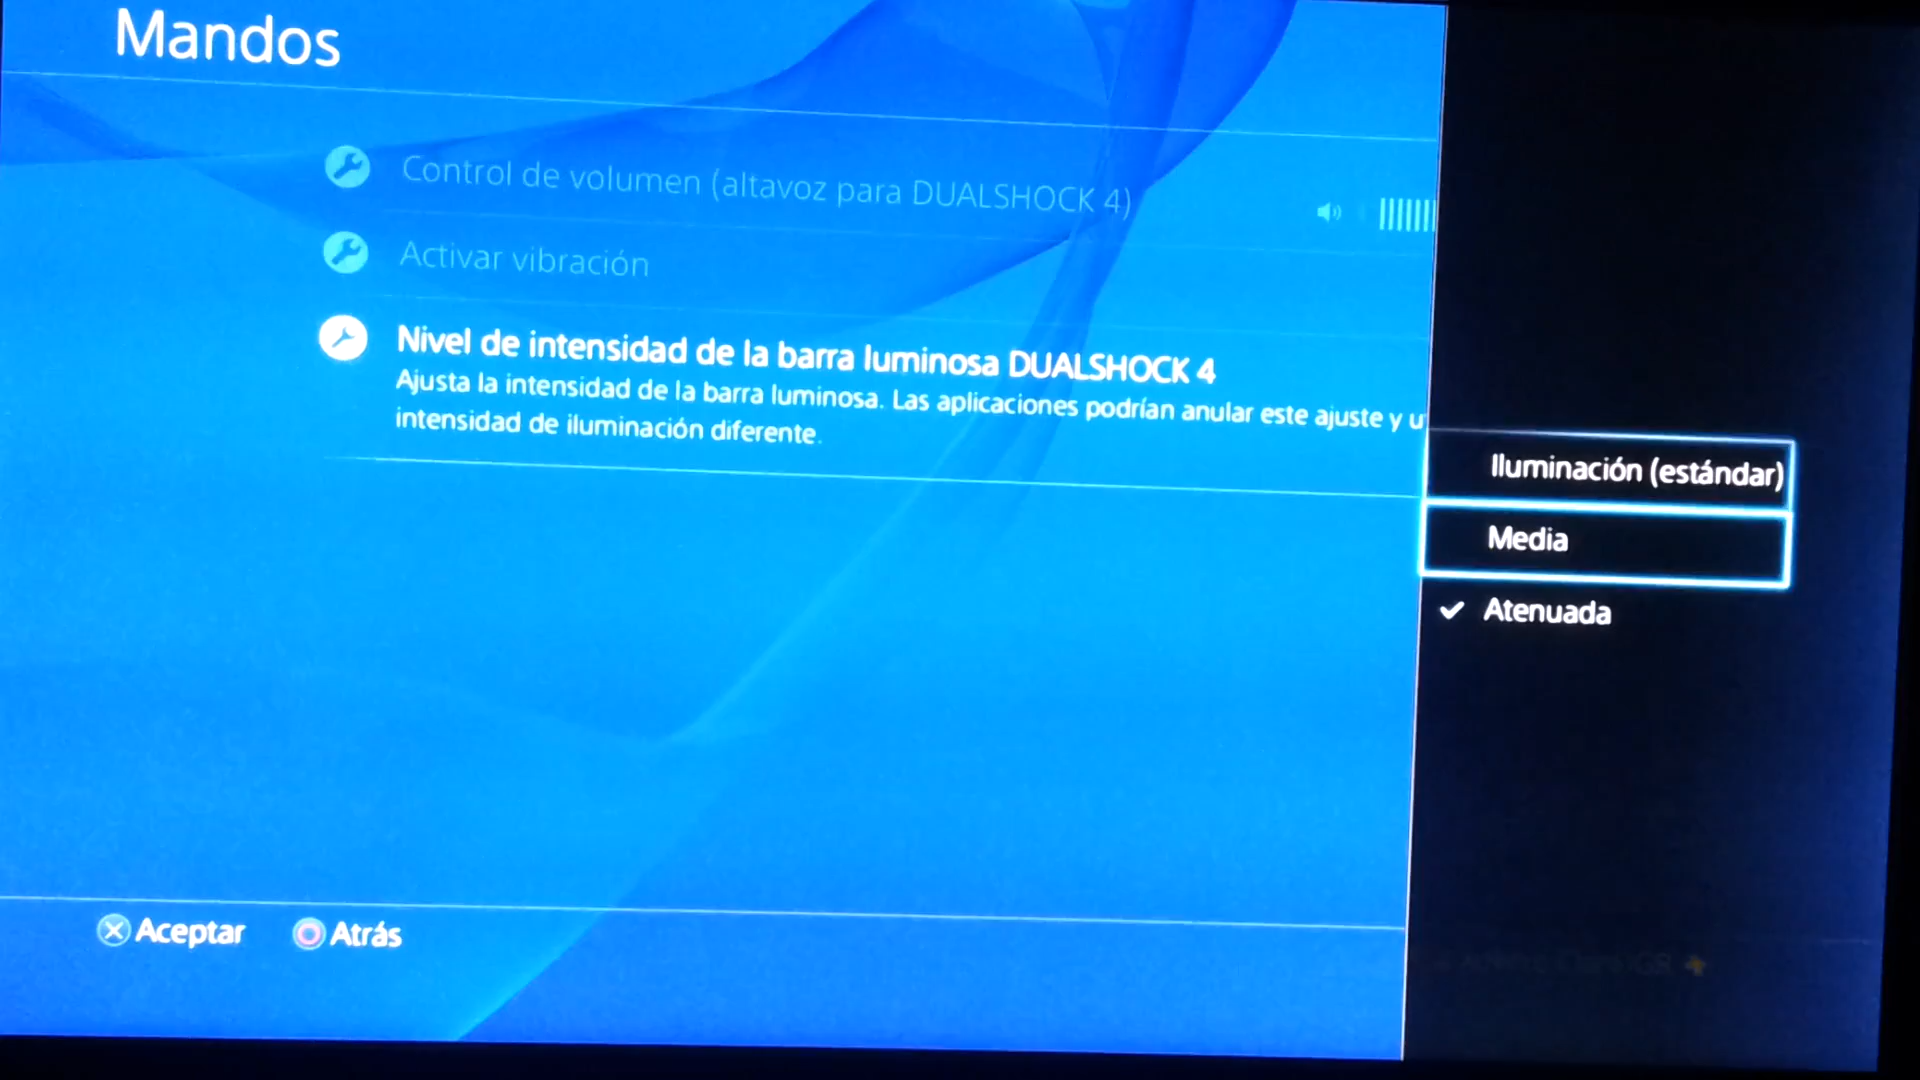 Mandos
Control de volumen (altavoz para DUALSHOCK 4)
Activar vibración
Nivel de intensidad de la barra luminosa DUALSHOCK 4
Ajusta la intensidad de la barra luminosa. Las aplicaciones podrían anular este ajuste y
intensidad de iluminación diferente.
Iluminación (estándar)
Media
Atenuada
Aceptar
Atrás